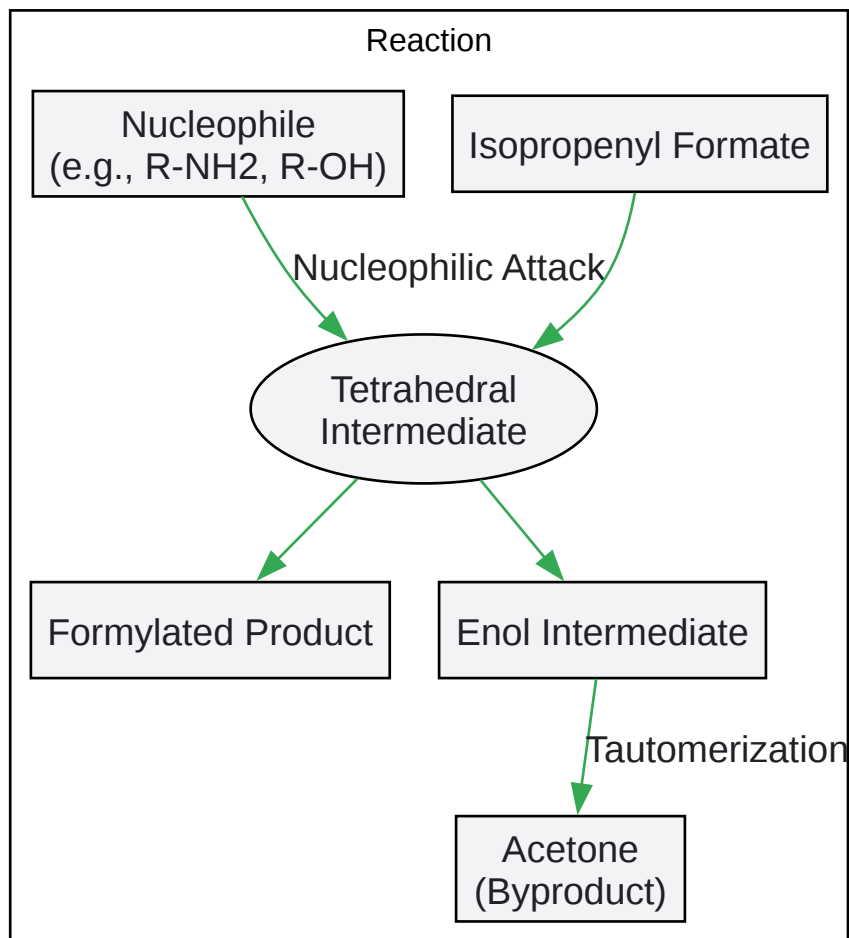 Reaction
Nucleophile
(e.g., R-NH2, R-OH)
Isopropenyl Formate
Nucleophilic Attack
Tetrahedral
Intermediate
Formylated Product
Enol Intermediate
Tautomerization
Acetone
(Byproduct)